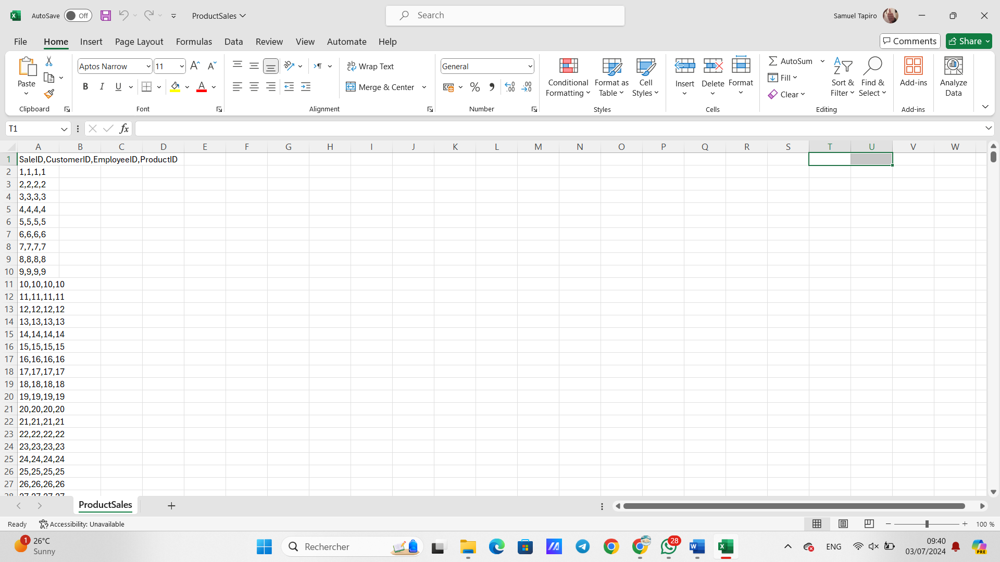 AutoSave Off ProductSales Search Samuel Tapiro
File Home Insert Page Layout Formulas Data Review View Automate Help Comments Share
Aptos Narrow 11 Wrap Text General AutoSum
Paste Conditional Format as Cell Insert Delete Format Fill Sort & Find & Add-ins Analyze
B I U A Merge & Center % Formatting Table Styles Clear Filter Select Data
Clipboard Font Alignment Number Styles Cells Editing Add-ins
T1 fx
A B C D E F G H I J K L M N O P Q R S T U V W
1 SaleID,CustomerID,EmployeeID,ProductID
2 1,1,1,1
3 2,2,2,2
4 3,3,3,3
5 4,4,4,4
6 5,5,5,5
7 6,6,6,6
8 7,7,7,7
9 8,8,8,8
10 9,9,9,9
11 10,10,10,10
12 11,11,11,11
13 12,12,12,12
14 13,13,13,13
15 14,14,14,14
16 15,15,15,15
17 16,16,16,16
18 17,17,17,17
19 18,18,18,18
20 19,19,19,19
21 20,20,20,20
22 21,21,21,21
23 22,22,22,22
24 23,23,23,23
25 24,24,24,24
26 25,25,25,25
27 26,26,26,26
28 27,27,27,27
ProductSales
Ready Accessibility: Unavailable 100 %
1 26°C Rechercher 28 ENG 09:40
Sunny 03/07/2024 PRE